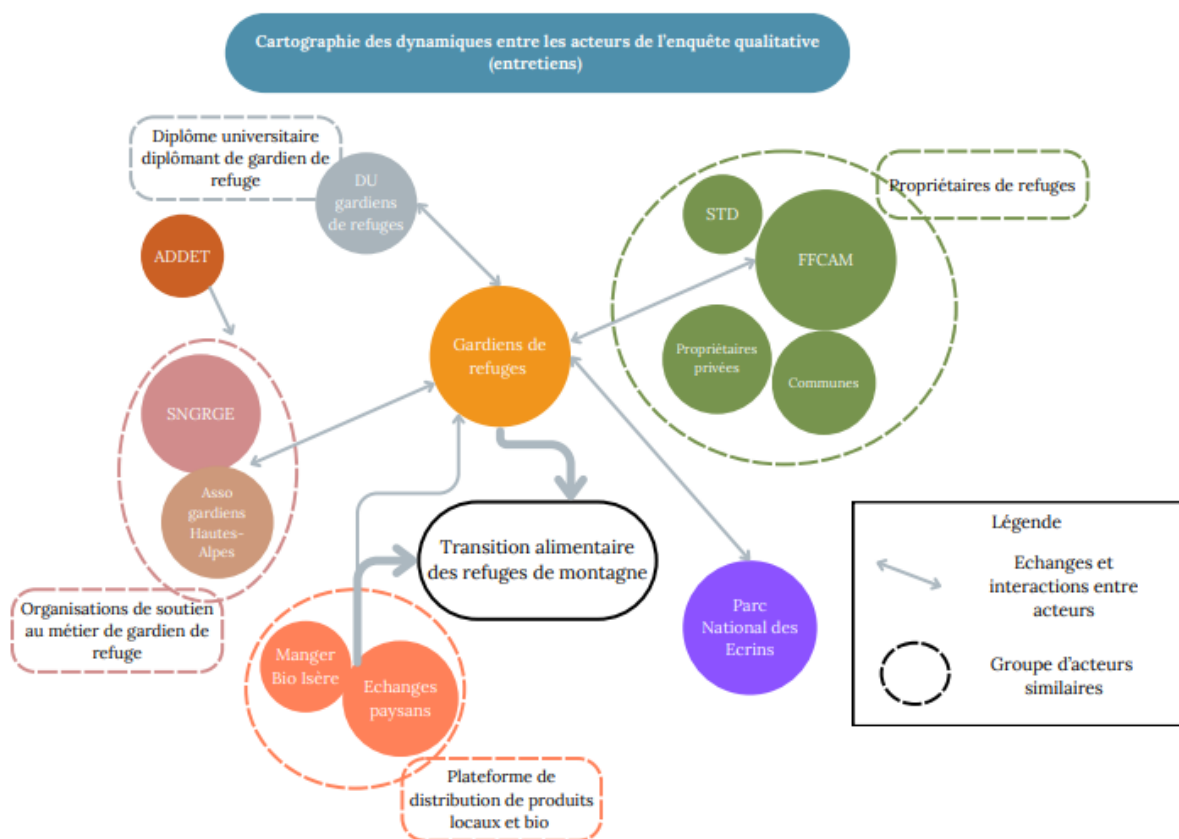 Cartographie des dynamiques entre les acteurs de l'enquête qualitative
(entretiens)
Diplôme universitaire
diplômant de gardien de
refuge
DU
gardiens
de refuges
ADDET
Propriétaires de refuges
STD
FFCAM
Propriétaires
privées
Communes
Gardiens de
refuges
SNGRGE
Asso
gardiens
Hautes-
Alpes
Organisations de soutien
au métier de gardien de
refuge
Transition alimentaire
des refuges de montagne
Manger
Bio Isère
Echanges
paysans
Plateforme de
distribution de produits
locaux et bio
Parc
National des
Ecrins
Légende
Echanges et
interactions entre
acteurs
Groupe d'acteurs
similaires